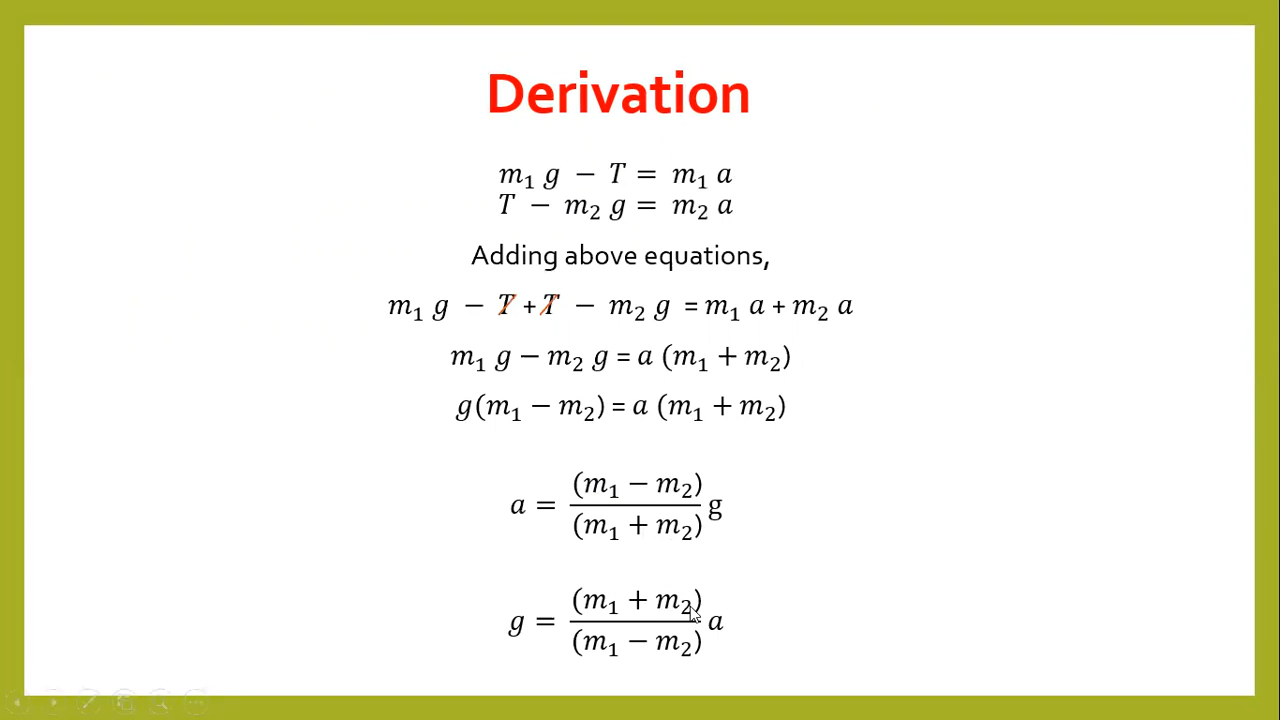 Derivation
m₁ g − T = m₁ a
T − m₂ g = m₂ a
Adding above equations,
m₁ g − T + T − m₂ g = m₁ a + m₂ a
m₁ g − m₂ g = a (m₁ + m₂)
g(m₁ − m₂) = a (m₁ + m₂)
a = (m₁ − m₂)/(m₁ + m₂) g
g = (m₁ + m₂)/(m₁ − m₂) a